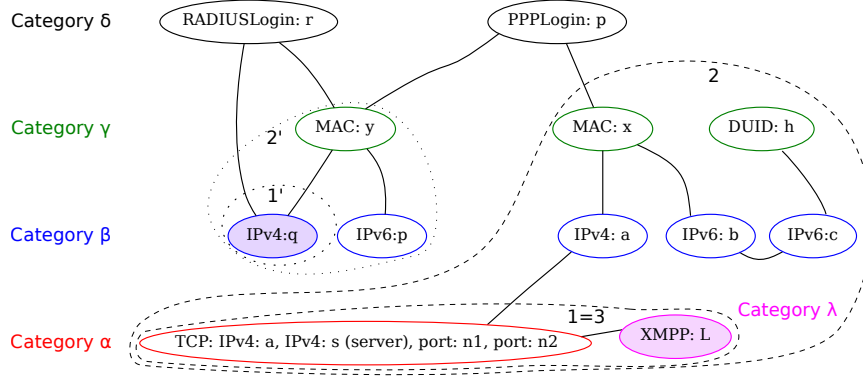 Category δ
RADIUSLogin: r
PPPLogin: p
2
Category γ
MAC: y
MAC: x
DUID: h
2'
1'
Category β
IPv4:q
IPv6:p
IPv4: a
IPv6: b
IPv6:c
Category λ
1=3
Category α
TCP: IPv4: a, IPv4: s (server), port: n1, port: n2
XMPP: L